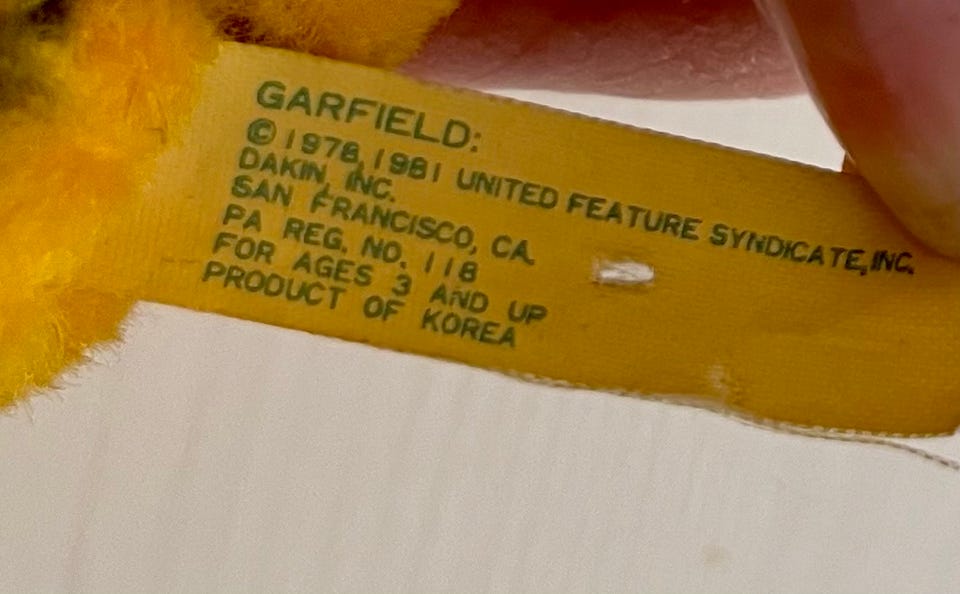 GARFIELD:
© 1978, 1981 UNITED FEATURE SYNDICATE, INC.
DAKIN, INC.
SAN FRANCISCO, CA.
PA REG. NO. 118
FOR AGES 3 AND UP
PRODUCT OF KOREA